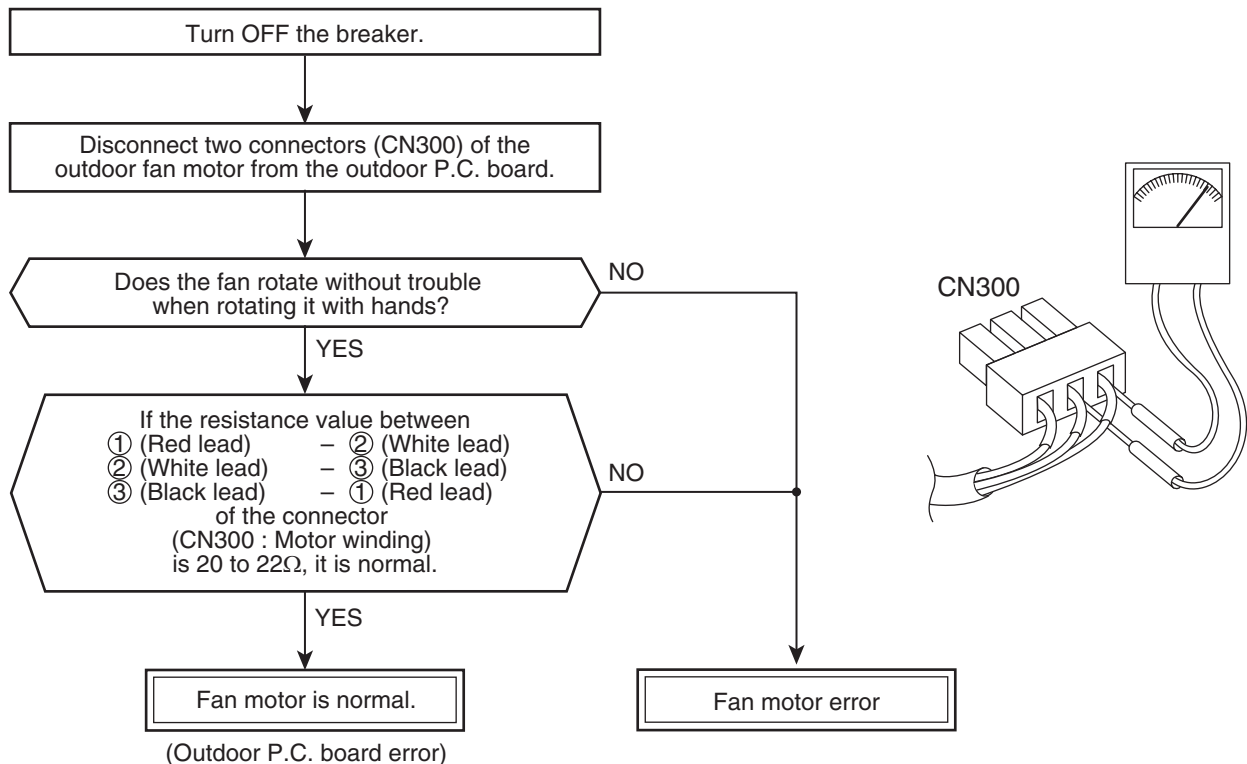 Turn OFF the breaker.
Disconnect two connectors (CN300) of the
outdoor fan motor from the outdoor P.C. board.
Does the fan rotate without trouble
when rotating it with hands?
NO
YES
If the resistance value between
① (Red lead) – ② (White lead)
② (White lead) – ③ (Black lead)
③ (Black lead) – ① (Red lead)
of the connector
(CN300 : Motor winding)
is 20 to 22Ω, it is normal.
NO
YES
Fan motor is normal.
(Outdoor P.C. board error)
Fan motor error
CN300